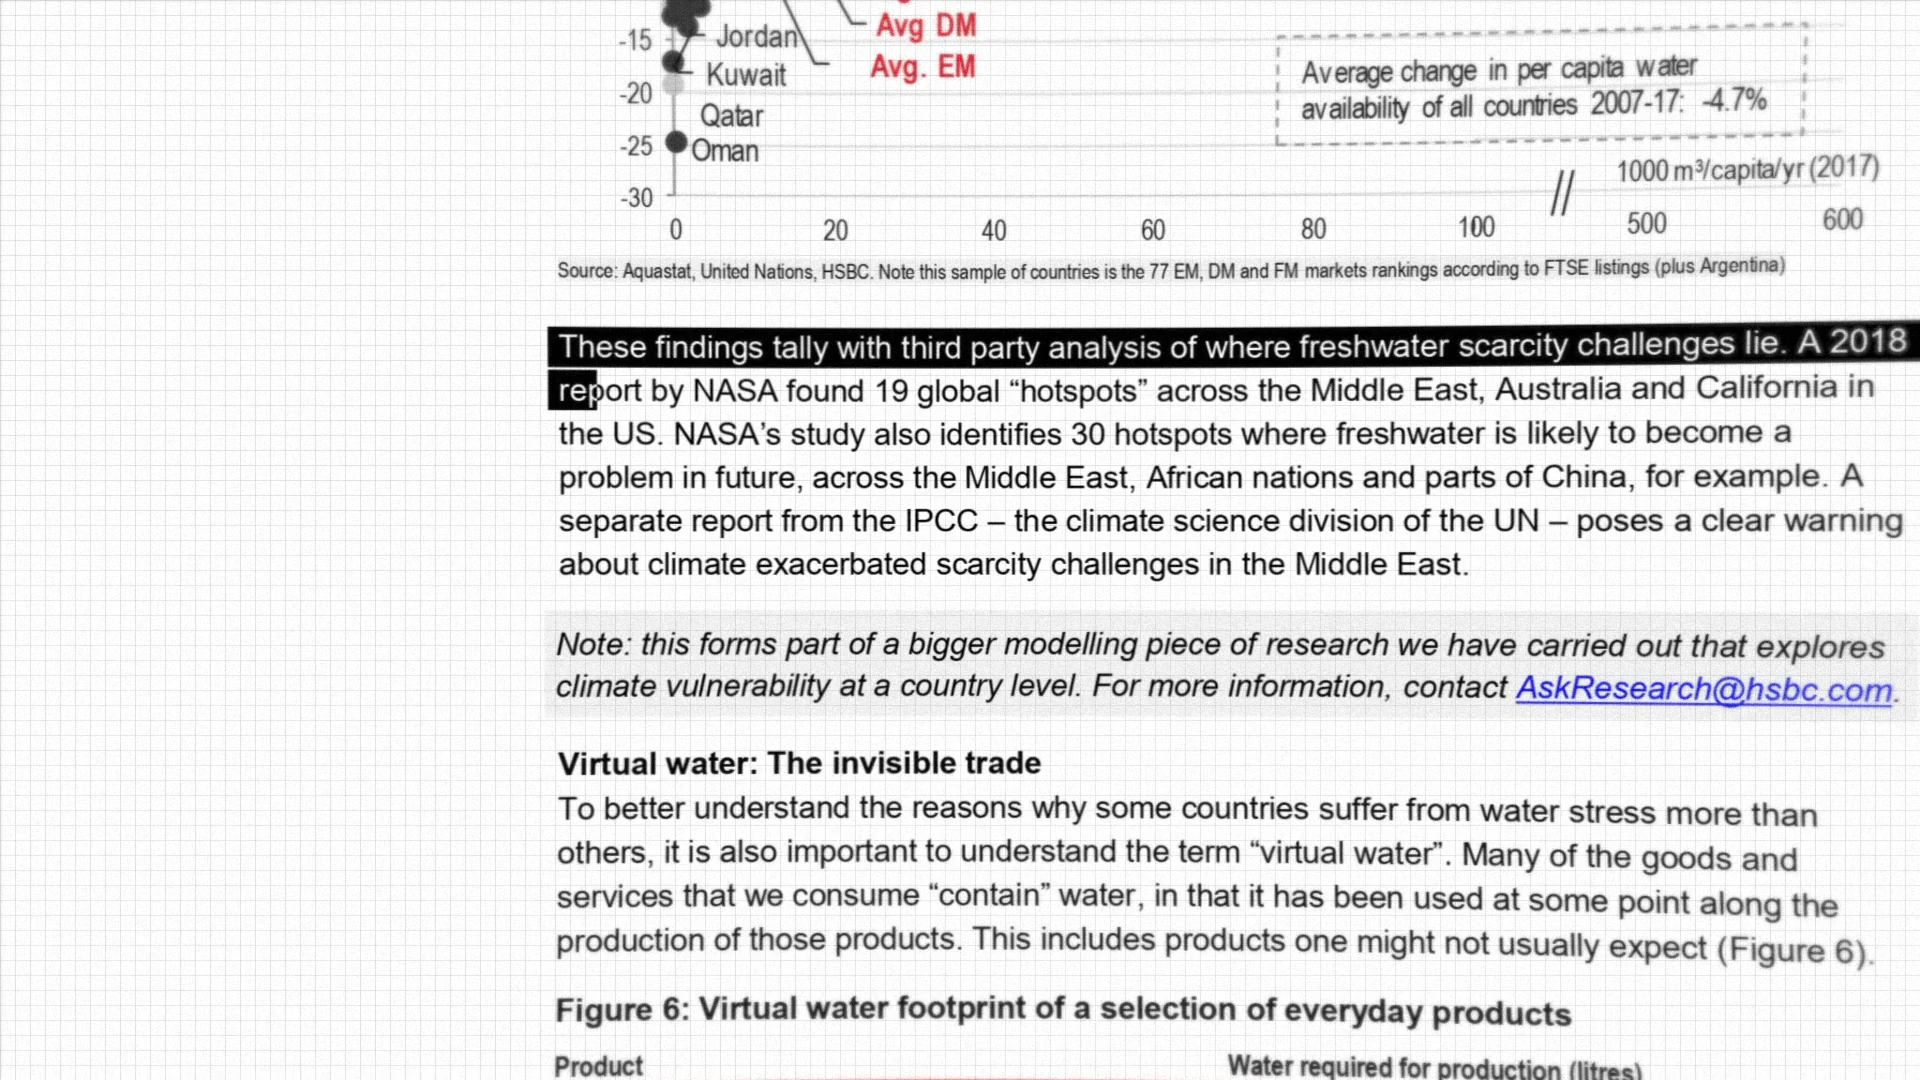 -15
Jordan
Avg DM
Kuwait
Avg. EM
-20
Qatar
-25
Oman
-30
Average change in per capita water
availability of all countries 2007-17: -4.7%
1000 m³/capita/yr (2017)
0 20 40 60 80 100 // 500 600
Source: Aquastat, United Nations, HSBC. Note this sample of countries is the 77 EM, DM and FM markets rankings according to FTSE listings (plus Argentina)
These findings tally with third party analysis of where freshwater scarcity challenges lie. A 2018
report by NASA found 19 global “hotspots” across the Middle East, Australia and California in
the US. NASA’s study also identifies 30 hotspots where freshwater is likely to become a
problem in future, across the Middle East, African nations and parts of China, for example. A
separate report from the IPCC – the climate science division of the UN – poses a clear warning
about climate exacerbated scarcity challenges in the Middle East.
Note: this forms part of a bigger modelling piece of research we have carried out that explores
climate vulnerability at a country level. For more information, contact AskResearch@hsbc.com.
Virtual water: The invisible trade
To better understand the reasons why some countries suffer from water stress more than
others, it is also important to understand the term “virtual water”. Many of the goods and
services that we consume “contain” water, in that it has been used at some point along the
production of those products. This includes products one might not usually expect (Figure 6).
Figure 6: Virtual water footprint of a selection of everyday products
Product Water required for production (litres)